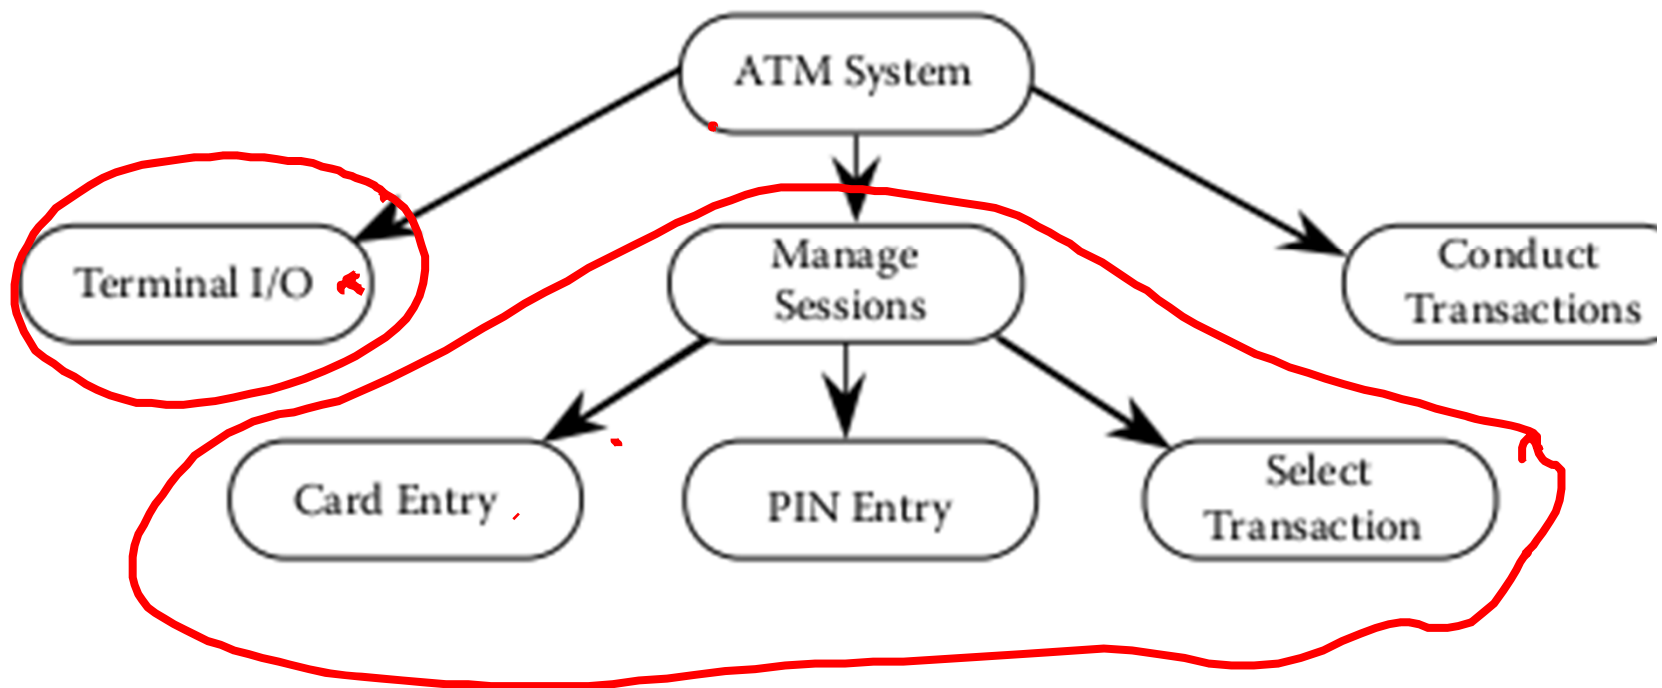 ATM System
Terminal I/O
Manage
Sessions
Conduct
Transactions
Card Entry
PIN Entry
Select
Transaction